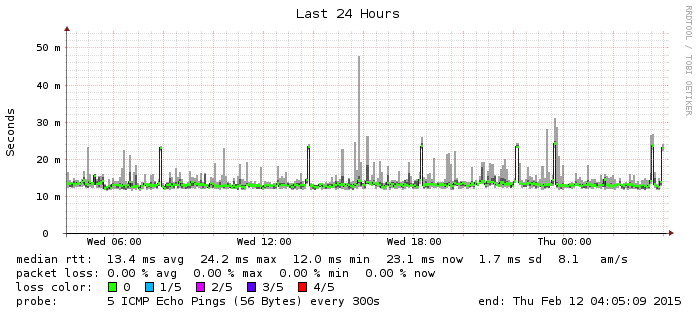 Last 24 Hours
RRDTOOL / TOBI OETIKER
Seconds
50 m
40 m
30 m
20 m
10 m
0
Wed 06:00 Wed 12:00 Wed 18:00 Thu 00:00
median rtt: 13.4 ms avg 24.2 ms max 12.0 ms min 23.1 ms now 1.7 ms sd 8.1 am/s
packet loss: 0.00 % avg 0.00 % max 0.00 % min 0.00 % now
loss color: 0 1/5 2/5 3/5 4/5
probe: 5 ICMP Echo Pings (56 Bytes) every 300s end: Thu Feb 12 04:05:09 2015